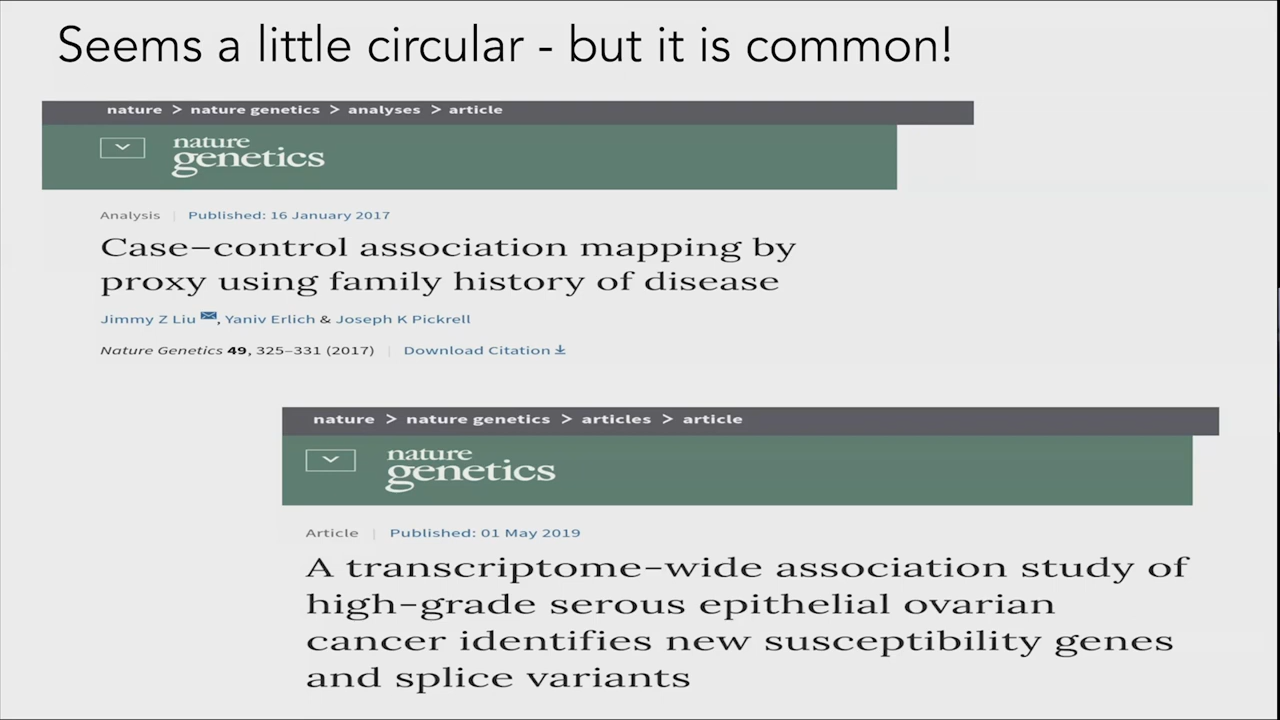 Seems a little circular - but it is common!
nature > nature genetics > analyses > article
nature
genetics
Analysis | Published: 16 January 2017
Case–control association mapping by
proxy using family history of disease
Jimmy Z Liu, Yaniv Erlich & Joseph K Pickrell
Nature Genetics 49, 325–331 (2017) | Download Citation
nature > nature genetics > articles > article
nature
genetics
Article | Published: 01 May 2019
A transcriptome-wide association study of
high-grade serous epithelial ovarian
cancer identifies new susceptibility genes
and splice variants